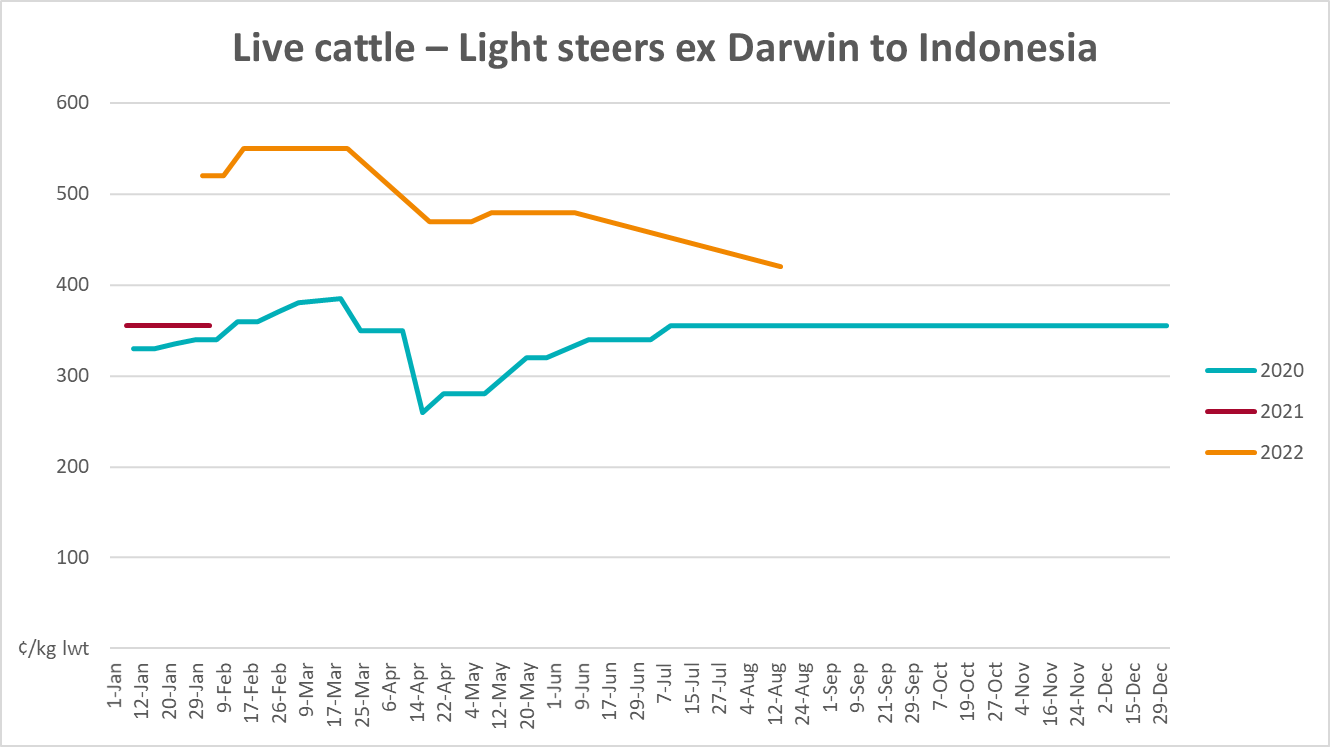 Live cattle – Light steers ex Darwin to Indonesia
600
500
400
300
200
100
¢/kg lwt
1-Jan
12-Jan
20-Jan
29-Jan
9-Feb
17-Feb
26-Feb
9-Mar
17-Mar
25-Mar
6-Apr
14-Apr
22-Apr
4-May
12-May
20-May
1-Jun
9-Jun
17-Jun
29-Jun
7-Jul
15-Jul
27-Jul
4-Aug
12-Aug
24-Aug
1-Sep
9-Sep
21-Sep
29-Sep
7-Oct
19-Oct
27-Oct
4-Nov
16-Nov
24-Nov
2-Dec
15-Dec
29-Dec
2020
2021
2022